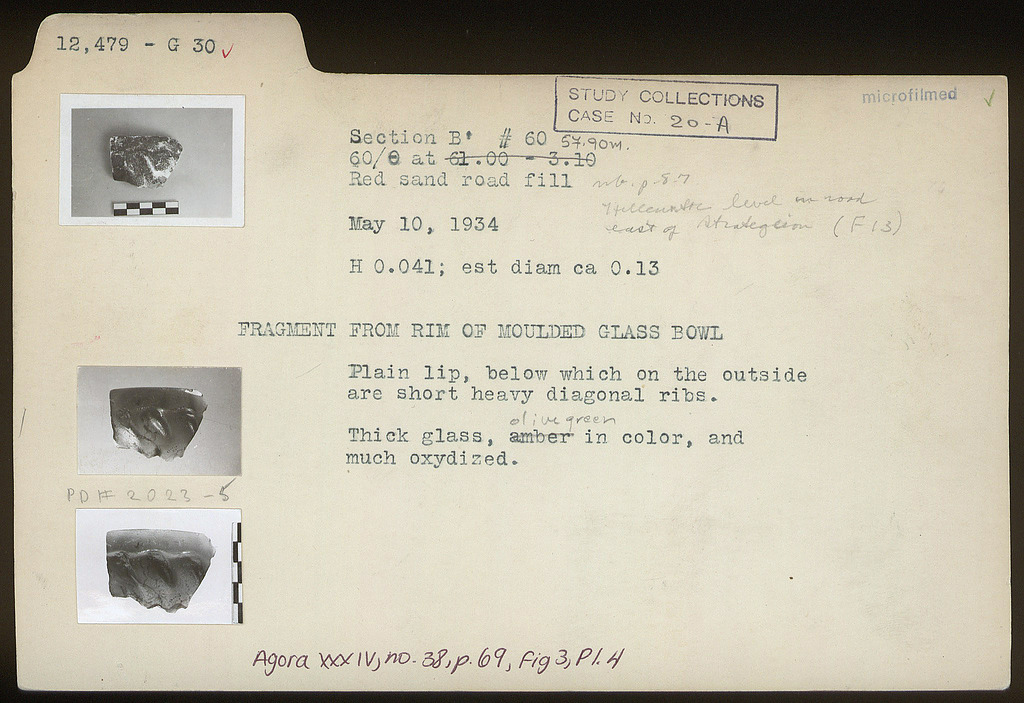 12,479 - G 30 ✓
STUDY COLLECTIONS
CASE No. 20-A
microfilmed ✓
Section B' # 60 57.90m.
60/Θ at 61.00 - 3.10
Red sand road fill nb. p. 87
Hellenistic level in road
east of Strategeion (F 13)
May 10, 1934
H 0.041; est diam ca 0.13
FRAGMENT FROM RIM OF MOULDED GLASS BOWL
Plain lip, below which on the outside
are short heavy diagonal ribs.
olive green
Thick glass, amber in color, and
much oxydized.
PD# 2023-5
Agora XXXIV, no. 38, p. 69, Fig 3, Pl. 4